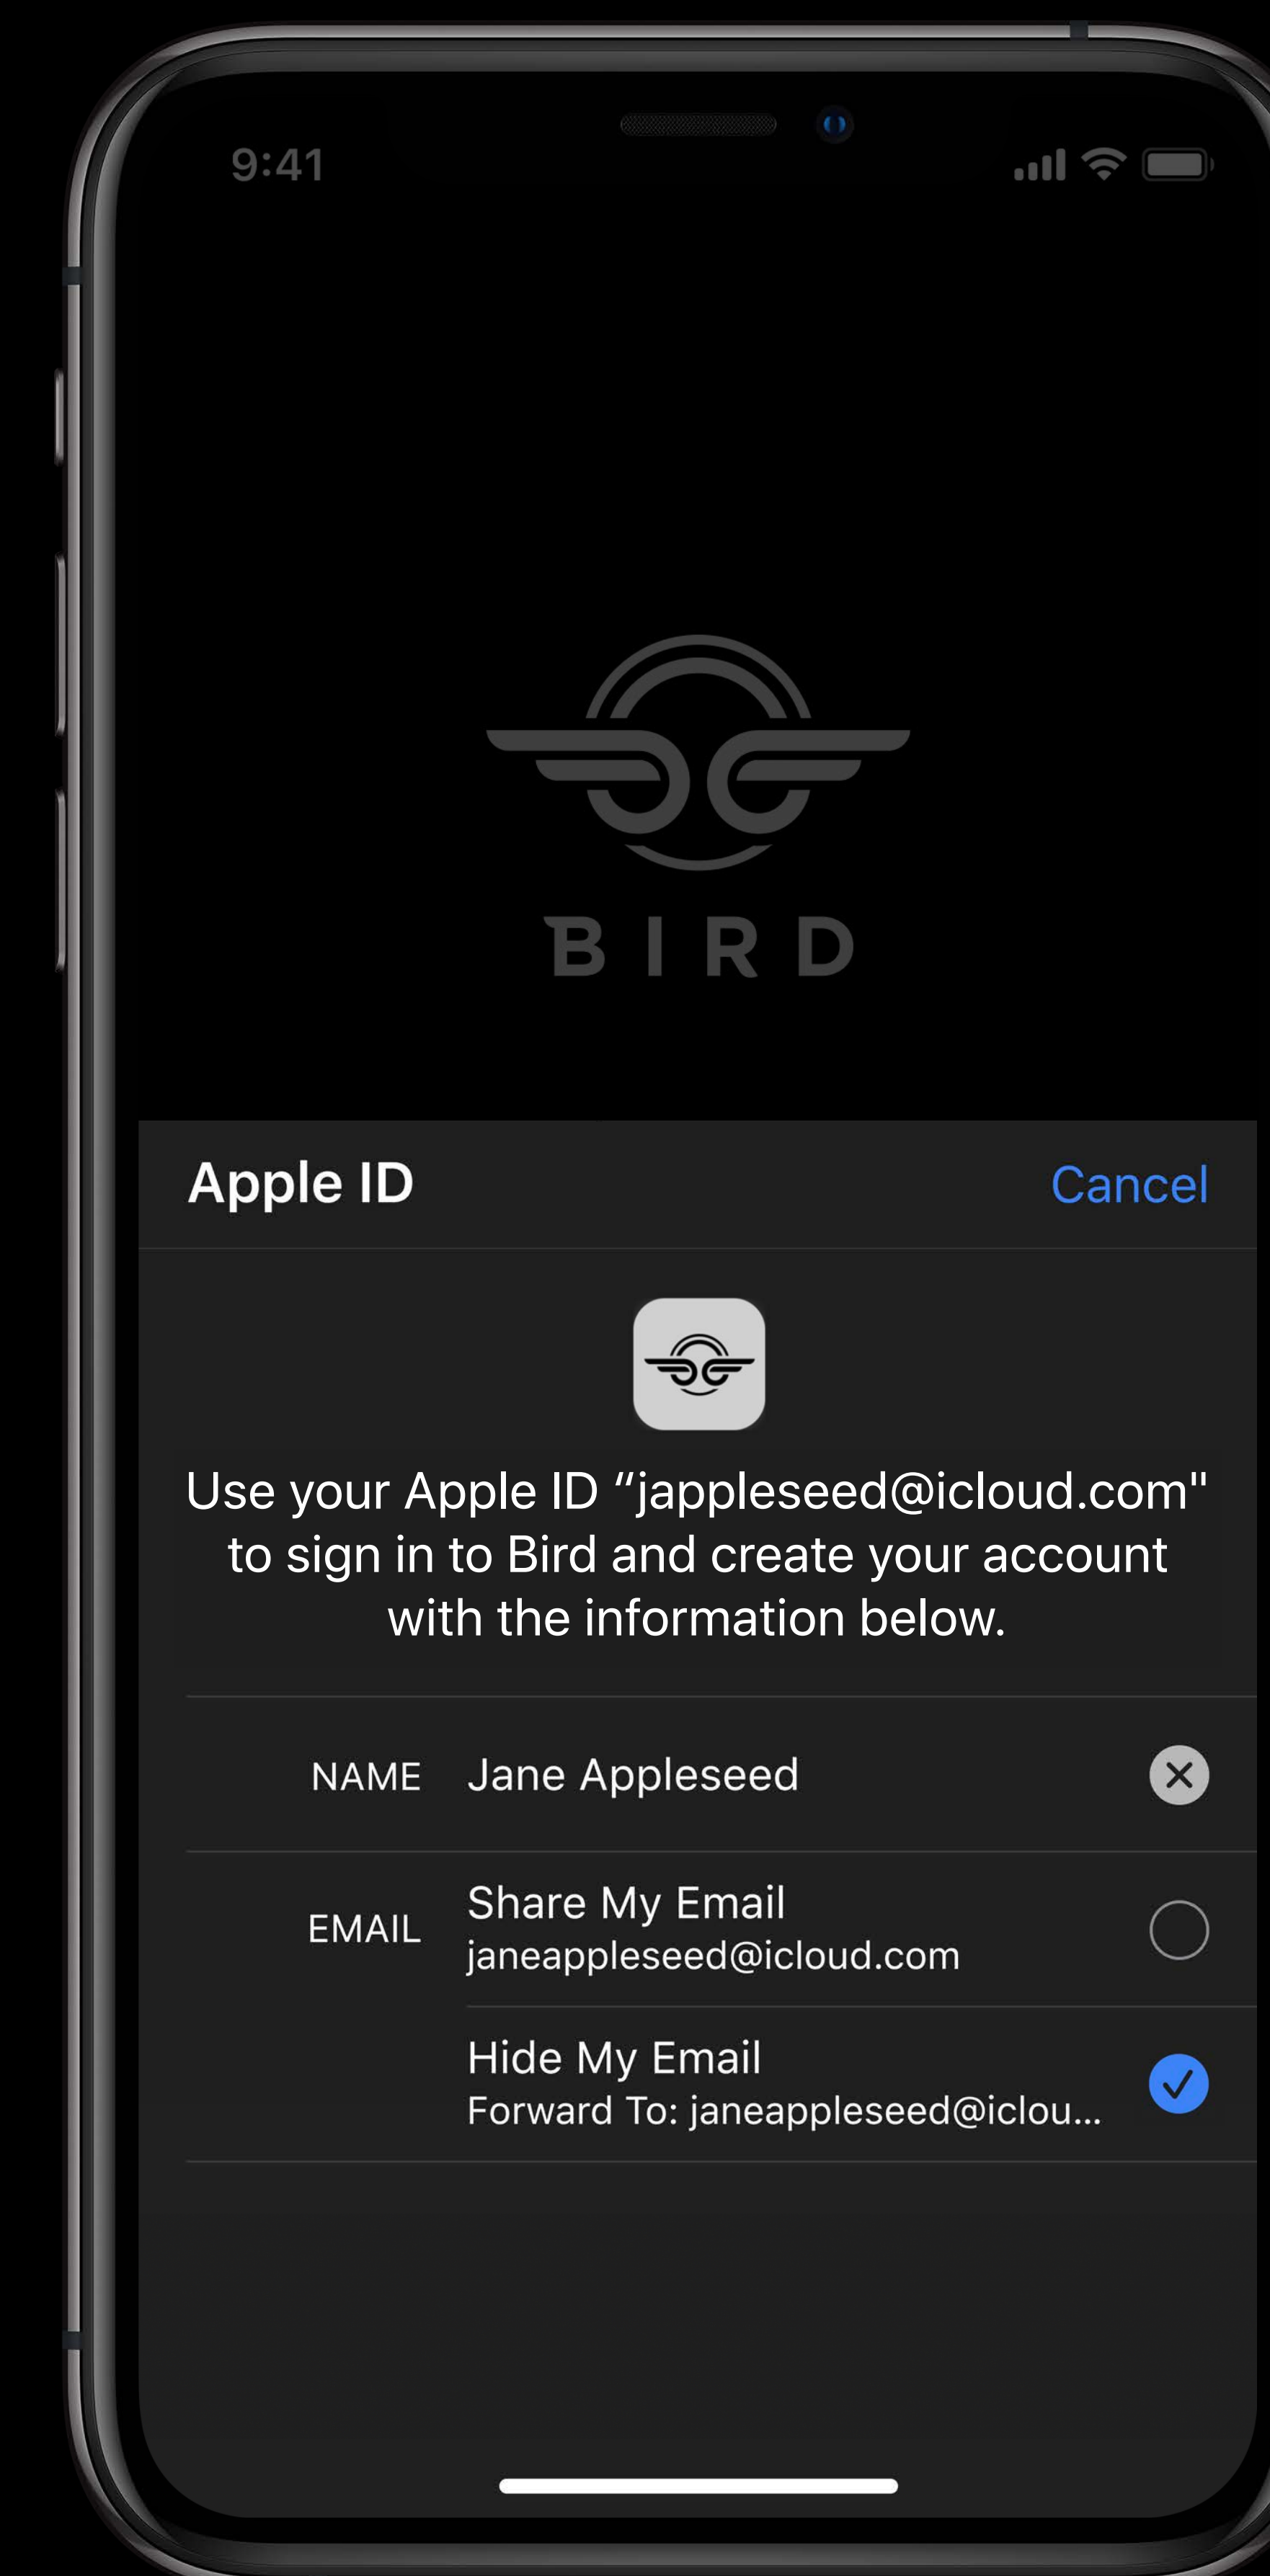 9:41
BIRD
Apple ID
Cancel
Use your Apple ID “jappleseed@icloud.com"
to sign in to Bird and create your account
with the information below.
NAME Jane Appleseed
EMAIL Share My Email
janeappleseed@icloud.com
Hide My Email
Forward To: janeappleseed@iclou...